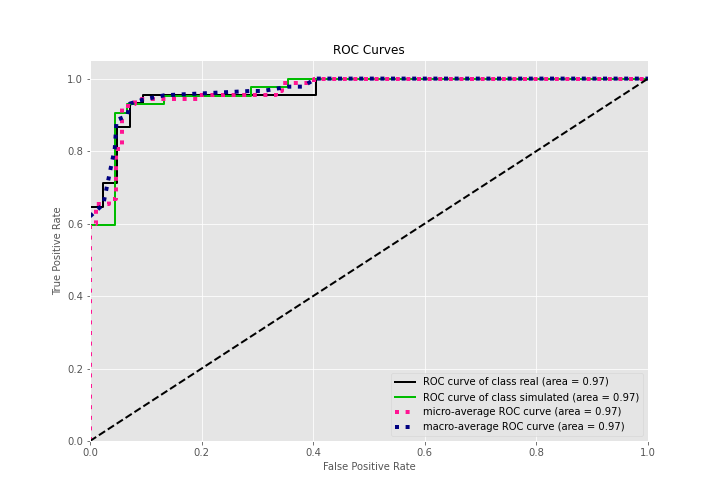 ROC Curves
True Positive Rate
1.0
0.8
0.6
0.4
0.2
0.0
0.0 0.2 0.4 0.6 0.8 1.0
False Positive Rate
ROC curve of class real (area = 0.97)
ROC curve of class simulated (area = 0.97)
micro-average ROC curve (area = 0.97)
macro-average ROC curve (area = 0.97)